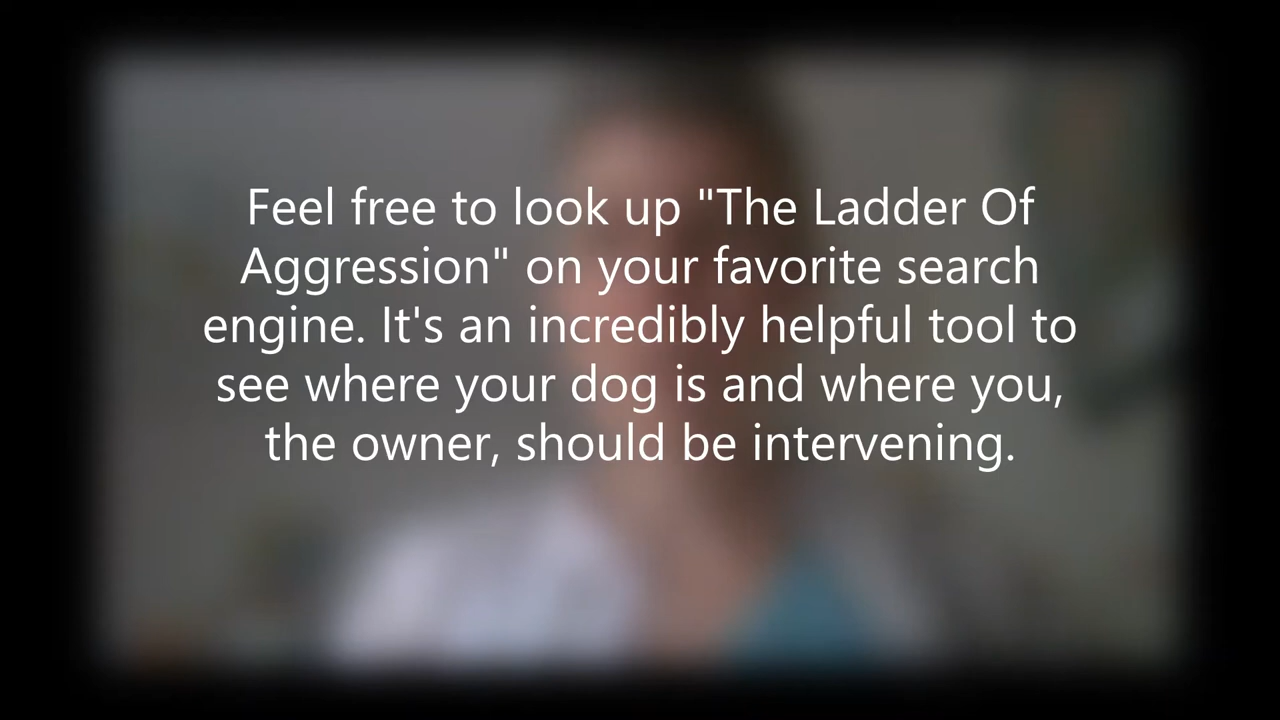 Feel free to look up "The Ladder Of
Aggression" on your favorite search
engine. It's an incredibly helpful tool to
see where your dog is and where you,
the owner, should be intervening.